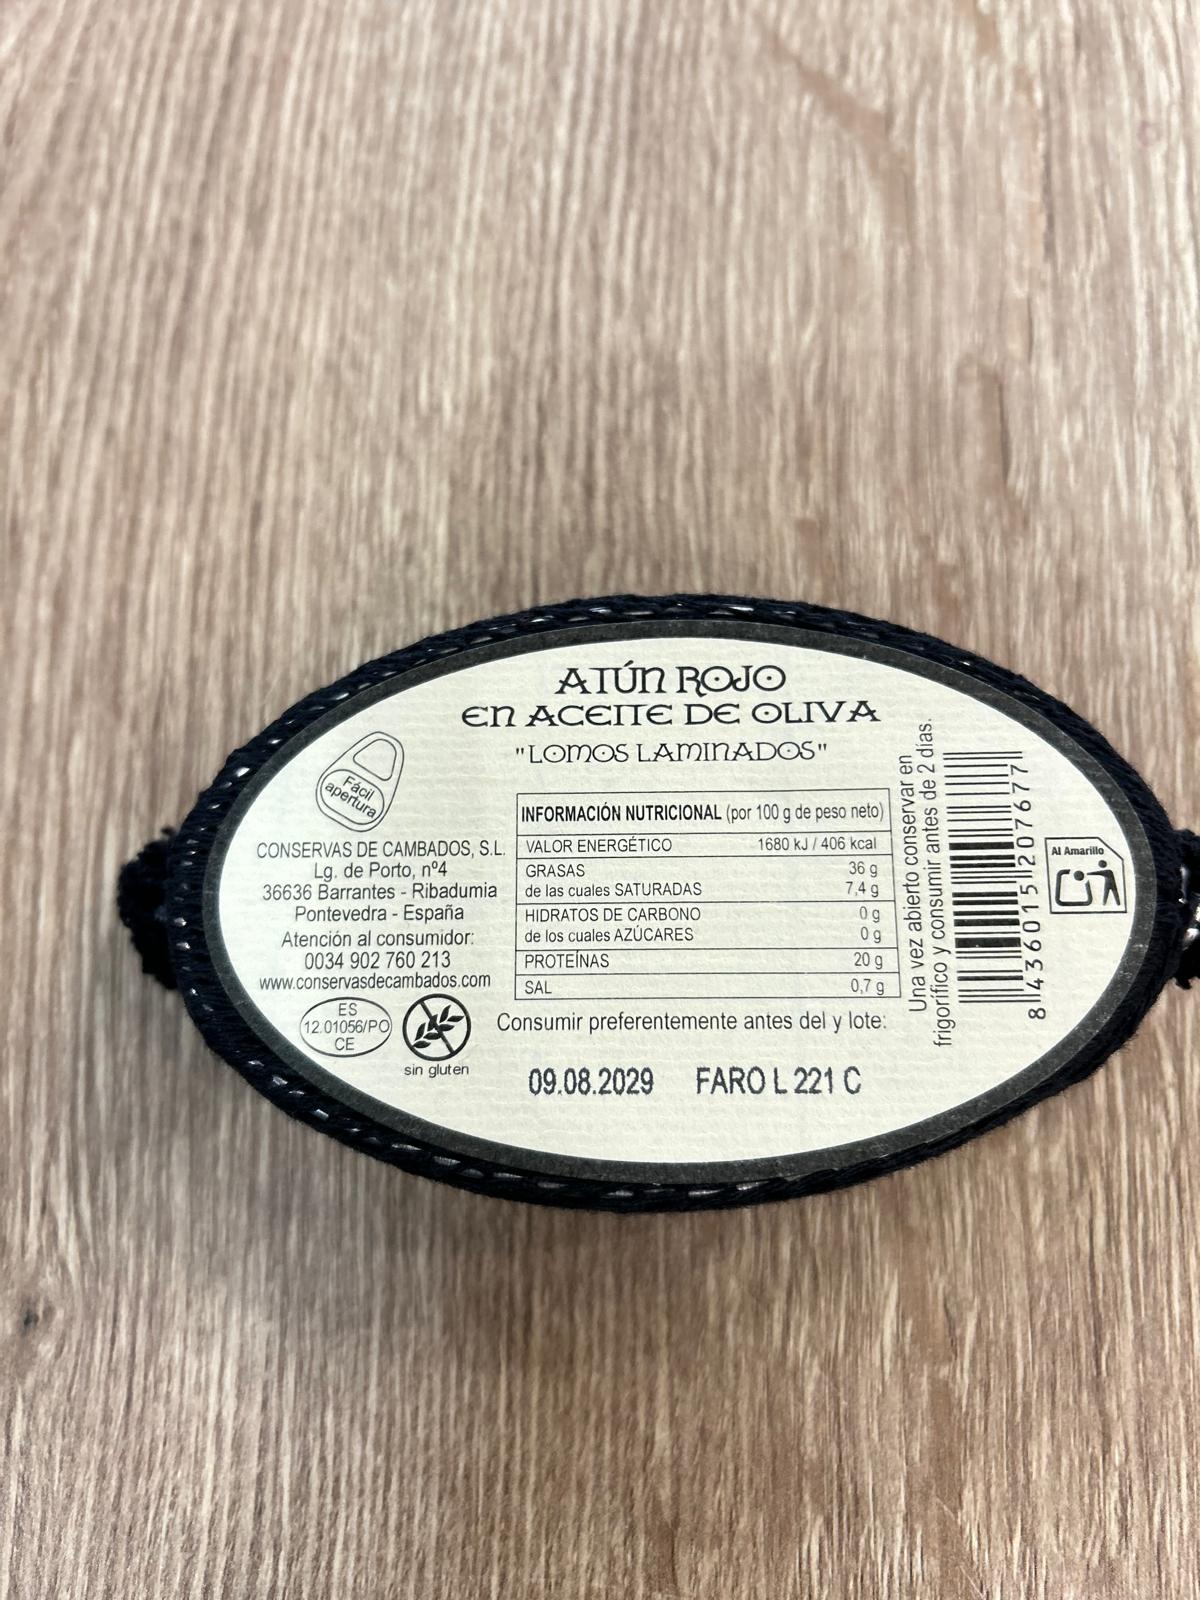 ATÚN ROJO
EN ACEITE DE OLIVA
"LOMOS LAMINADOS"
Fácil
apertura
CONSERVAS DE CAMBADOS, S.L.
Lg. de Porto, nº4
36636 Barrantes - Ribadumia
Pontevedra - España
Atención al consumidor:
0034 902 760 213
www.conservasdecambados.com
ES
12.01056/PO
CE
sin gluten
INFORMACIÓN NUTRICIONAL (por 100 g de peso neto)
VALOR ENERGÉTICO 1680 kJ / 406 kcal
GRASAS 36 g
de las cuales SATURADAS 7,4 g
HIDRATOS DE CARBONO 0 g
de los cuales AZÚCARES 0 g
PROTEÍNAS 20 g
SAL 0,7 g
Consumir preferentemente antes del y lote:
09.08.2029 FARO L 221 C
Una vez abierto conservar en
frigorífico y consumir antes de 2 días.
8 436015 207677
Al Amarillo